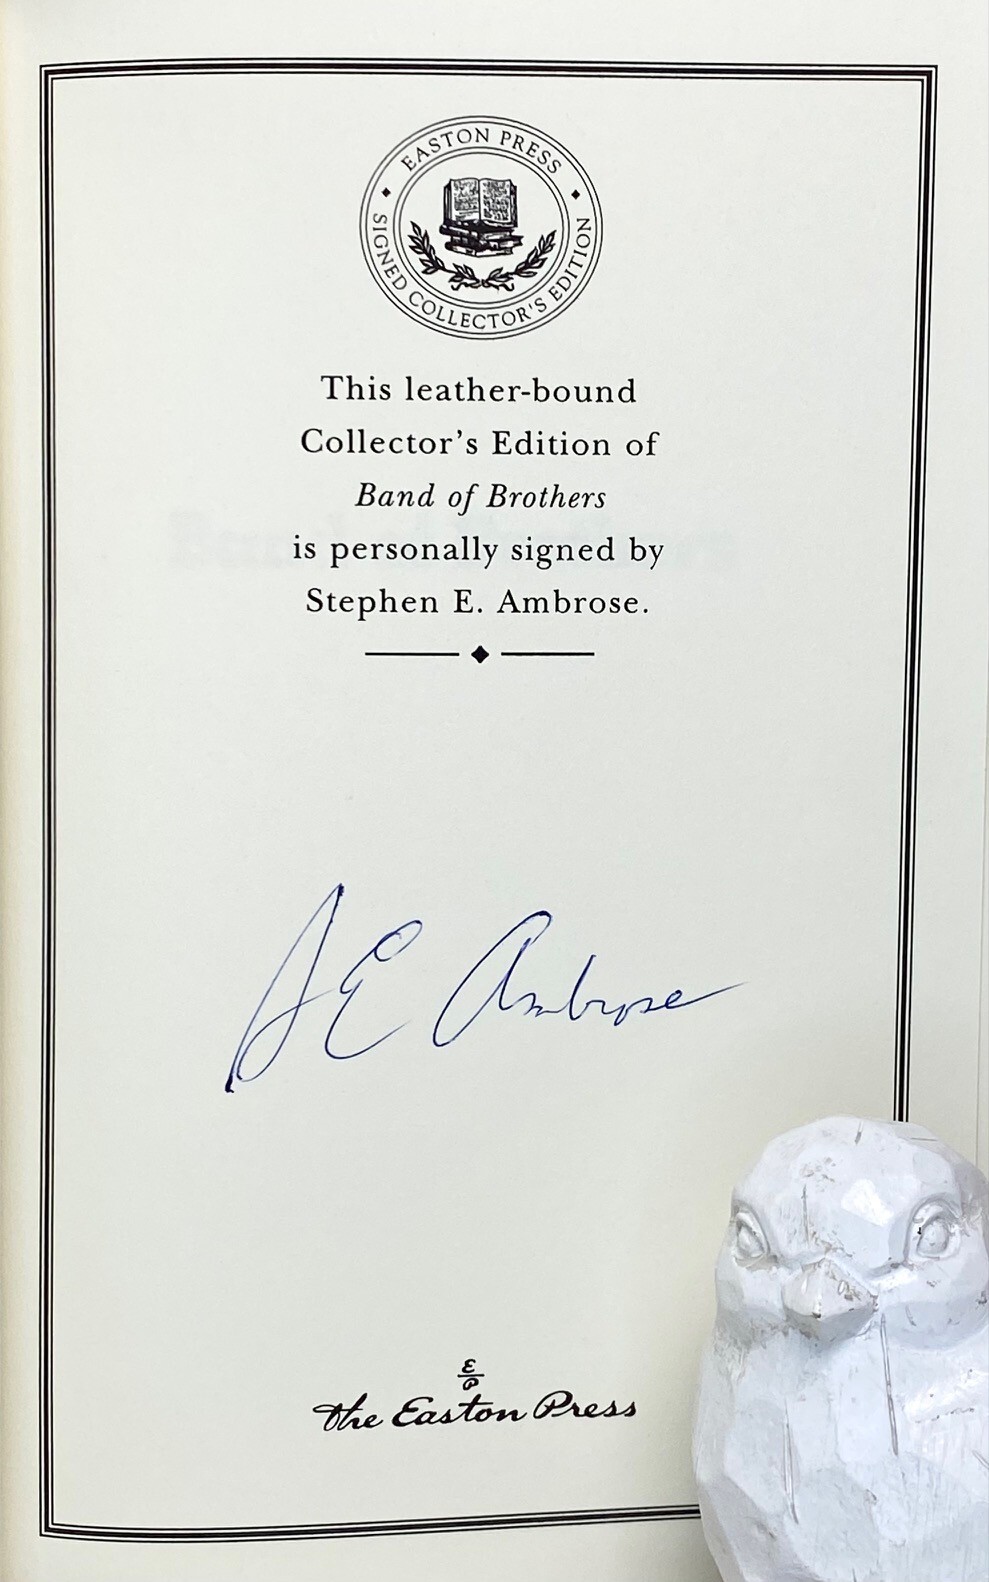 EASTON PRESS
SIGNED COLLECTOR'S EDITION
This leather-bound
Collector's Edition of
Band of Brothers
is personally signed by
Stephen E. Ambrose.
S E Ambrose
E
P
The Easton Press